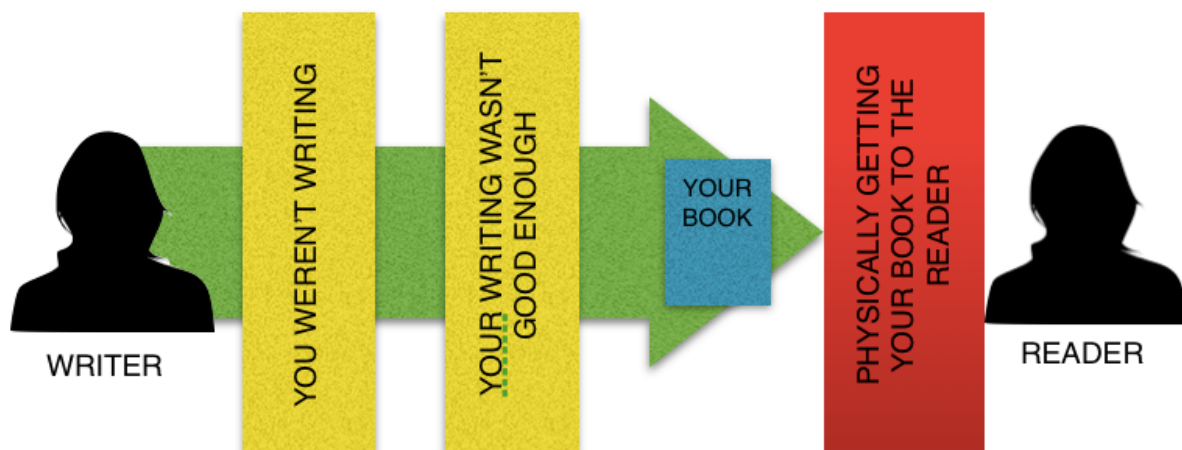 WRITER
YOU WEREN'T WRITING
YOUR WRITING WASN'T
GOOD ENOUGH
YOUR
BOOK
PHYSICALLY GETTING
YOUR BOOK TO THE
READER
READER